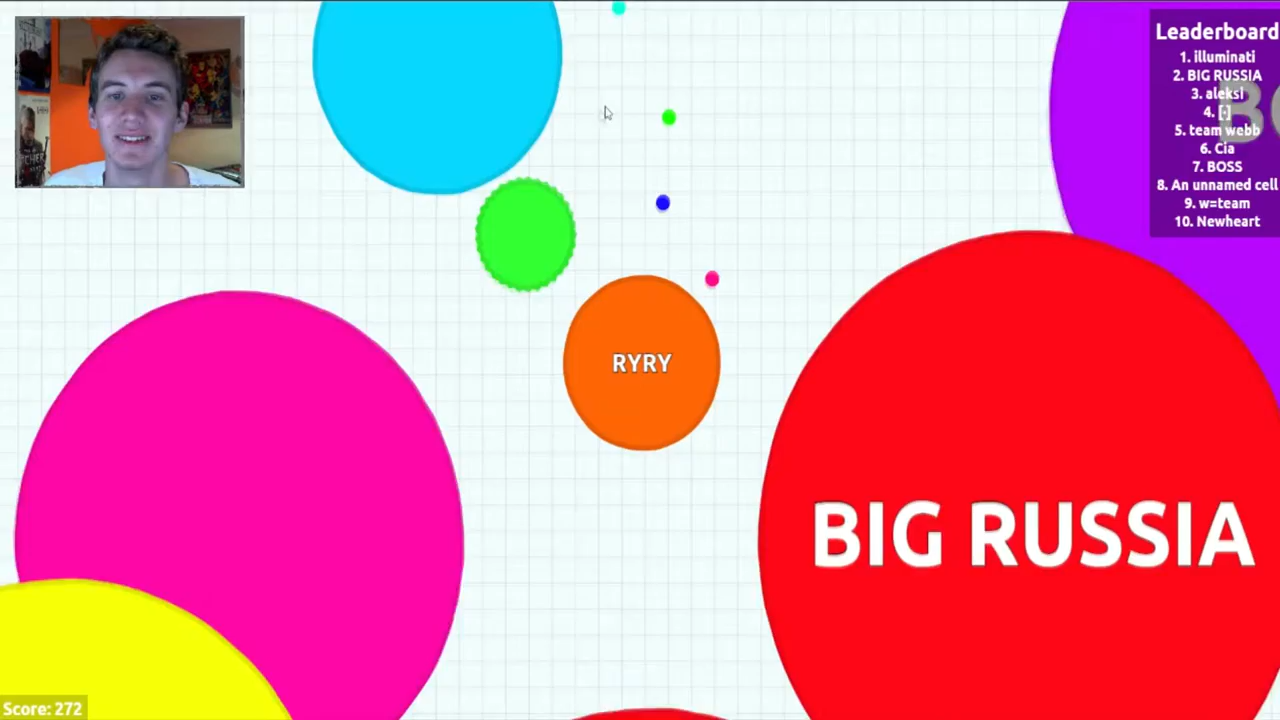 Leaderboard
1. illuminati
2. BIG RUSSIA
3. aleksi
4. [·]
5. team webb
6. Cia
7. BOSS
8. An unnamed cell
9. w=team
10. Newheart
RYRY
BIG RUSSIA
Score: 272